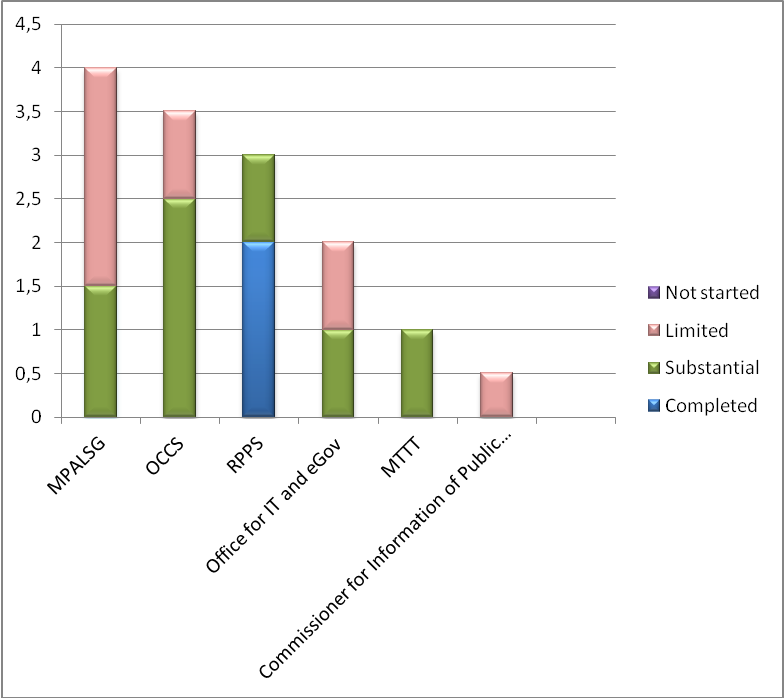 4,5
4
3,5
3
2,5
2
1,5
1
0,5
0
MPALSG
OCCS
RPPS
Office for IT and eGov
MTTT
Commissioner for Information of Public...
Not started
Limited
Substantial
Completed